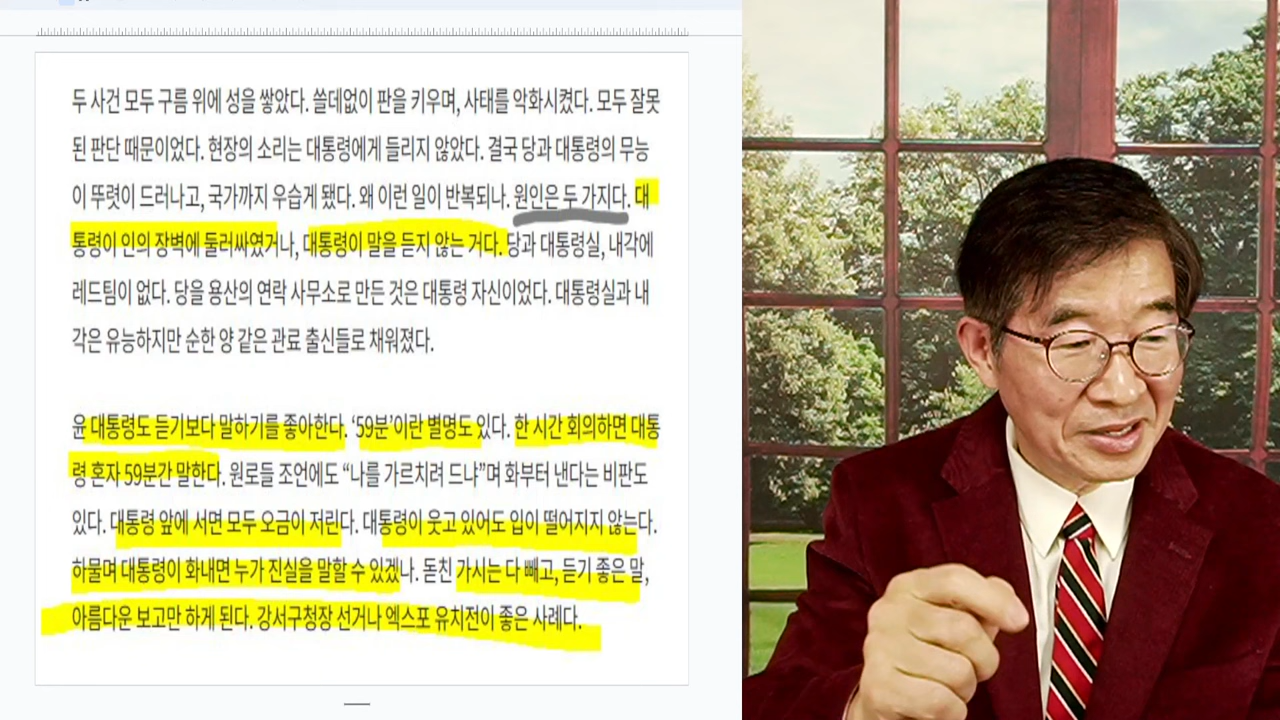 두 사건 모두 구름 위에 성을 쌓았다. 쓸데없이 판을 키우며, 사태를 악화시켰다. 모두 잘못
된 판단 때문이었다. 현장의 소리는 대통령에게 들리지 않았다. 결국 당과 대통령의 무능
이 뚜렷이 드러나고, 국가까지 우습게 됐다. 왜 이런 일이 반복되나. 원인은 두 가지다. 대
통령이 인의 장벽에 둘러싸였거나, 대통령이 말을 듣지 않는 거다. 당과 대통령실, 내각에
레드팀이 없다. 당을 용산의 연락 사무소로 만든 것은 대통령 자신이었다. 대통령실과 내
각은 유능하지만 순한 양 같은 관료 출신들로 채워졌다.
윤 대통령도 듣기보다 말하기를 좋아한다. ‘59분’이란 별명도 있다. 한 시간 회의하면 대통
령 혼자 59분간 말한다. 원로들 조언에도 “나를 가르치려 드냐”며 화부터 낸다는 비판도
있다. 대통령 앞에 서면 모두 오금이 저린다. 대통령이 웃고 있어도 입이 떨어지지 않는다.
하물며 대통령이 화내면 누가 진실을 말할 수 있겠나. 돋친 가시는 다 빼고, 듣기 좋은 말,
아름다운 보고만 하게 된다. 강서구청장 선거나 엑스포 유치전이 좋은 사례다.